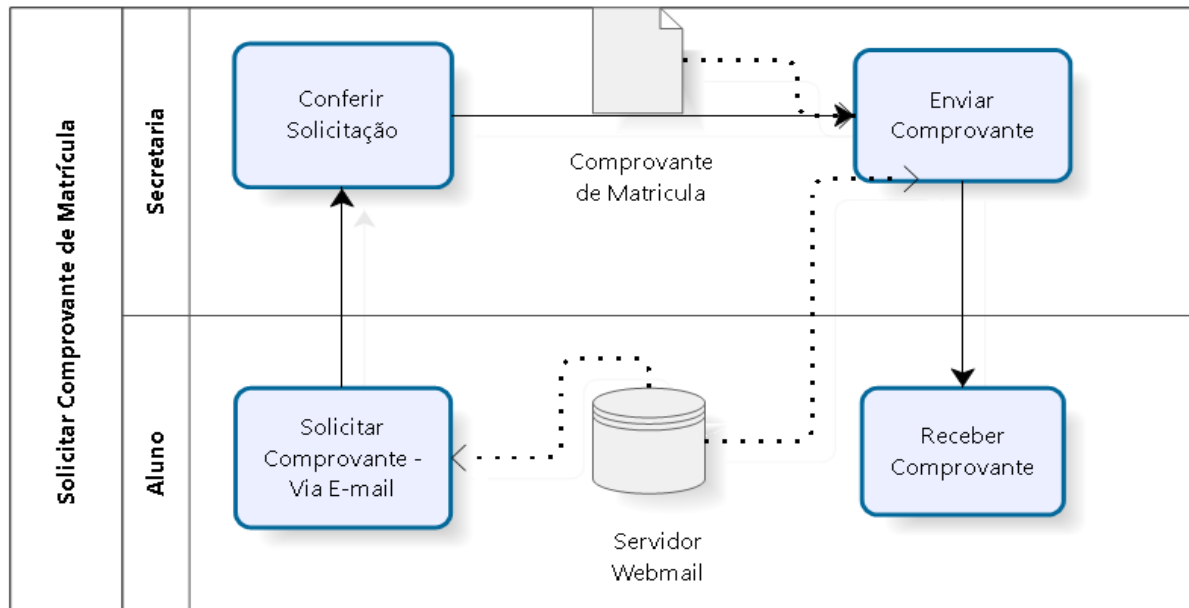 Solicitar Comprovante de Matrícula
Secretaria
Conferir
Solicitação
Comprovante
de Matricula
Enviar
Comprovante
Aluno
Solicitar
Comprovante -
Via E-mail
Servidor
Webmail
Receber
Comprovante